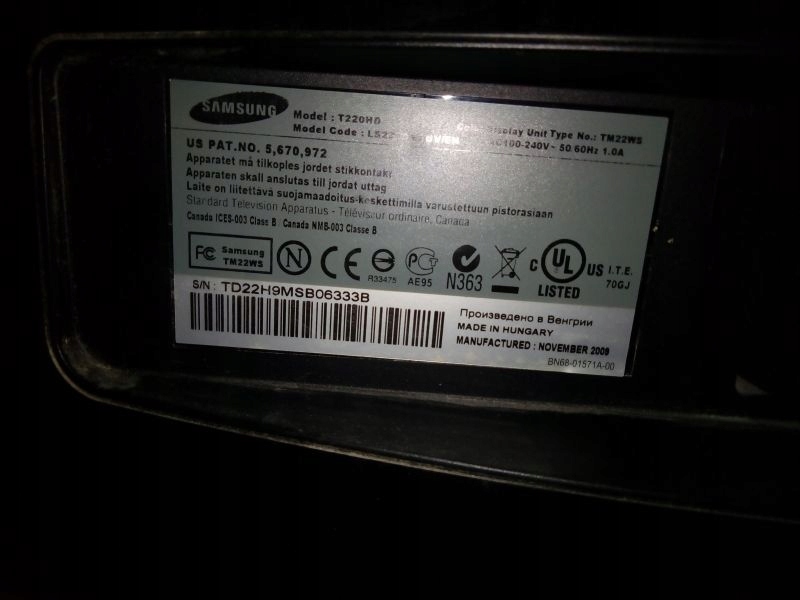 SAMSUNG
Model : T220HD
Model Code : Display Unit Type No.: TM22WS
AC100-240V~ 50/60Hz 1.0A
US PAT.NO. 5,670,972
Apparatet må tilkoples jordet stikkontakt
Apparaten skall anslutas till jordat uttag
Laite on liitettävä suojamaadoitus-koskettimilla varustettuun pistorasiaan
Standard Television Apparatus - Téléviseur ordinaire, Canada
Canada ICES-003 Class B Canada NMB-003 Classe B
FC Samsung TM22WS
N CE R33475 PG AE95 N363 C UL US LISTED I.T.E. 70GJ
S/N : TD22H9MSB06333B
Произведено в Венгрии
MADE IN HUNGARY
MANUFACTURED : NOVEMBER 2009
BN68-01571A-00